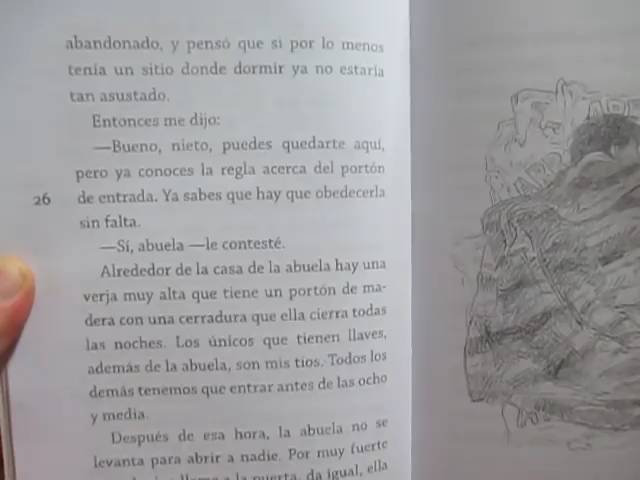 abandonado, y pensó que si por lo menos
tenía un sitio donde dormir ya no estaría
tan asustado.
Entonces me dijo:
—Bueno, nieto, puedes quedarte aquí,
pero ya conoces la regla acerca del portón
26 de entrada. Ya sabes que hay que obedecerla
sin falta.
—Sí, abuela —le contesté.
Alrededor de la casa de la abuela hay una
verja muy alta que tiene un portón de ma-
dera con una cerradura que ella cierra todas
las noches. Los únicos que tienen llaves,
además de la abuela, son mis tíos. Todos los
demás tenemos que entrar antes de las ocho
y media.
Después de esa hora, la abuela no se
levanta para abrir a nadie. Por muy fuerte
a la puerta, da igual, ella